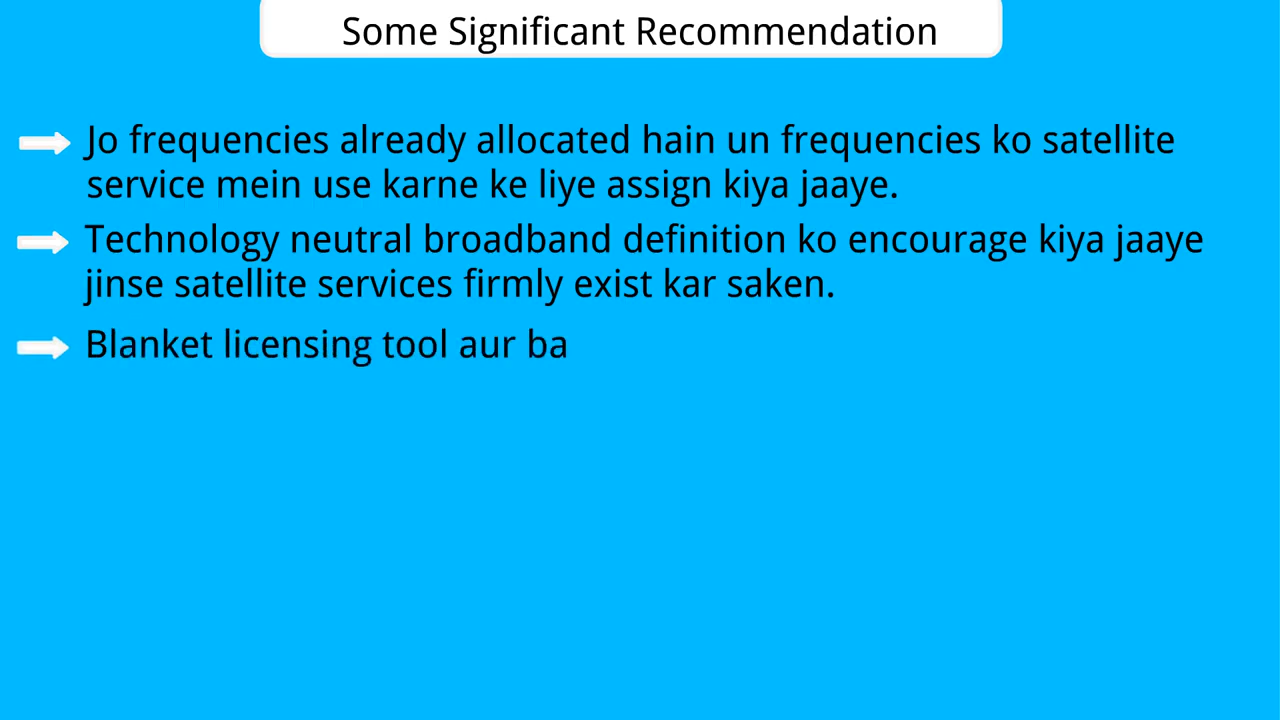 Some Significant Recommendation
Jo frequencies already allocated hain un frequencies ko satellite
service mein use karne ke liye assign kiya jaaye.
Technology neutral broadband definition ko encourage kiya jaaye
jinse satellite services firmly exist kar saken.
Blanket licensing tool aur ba